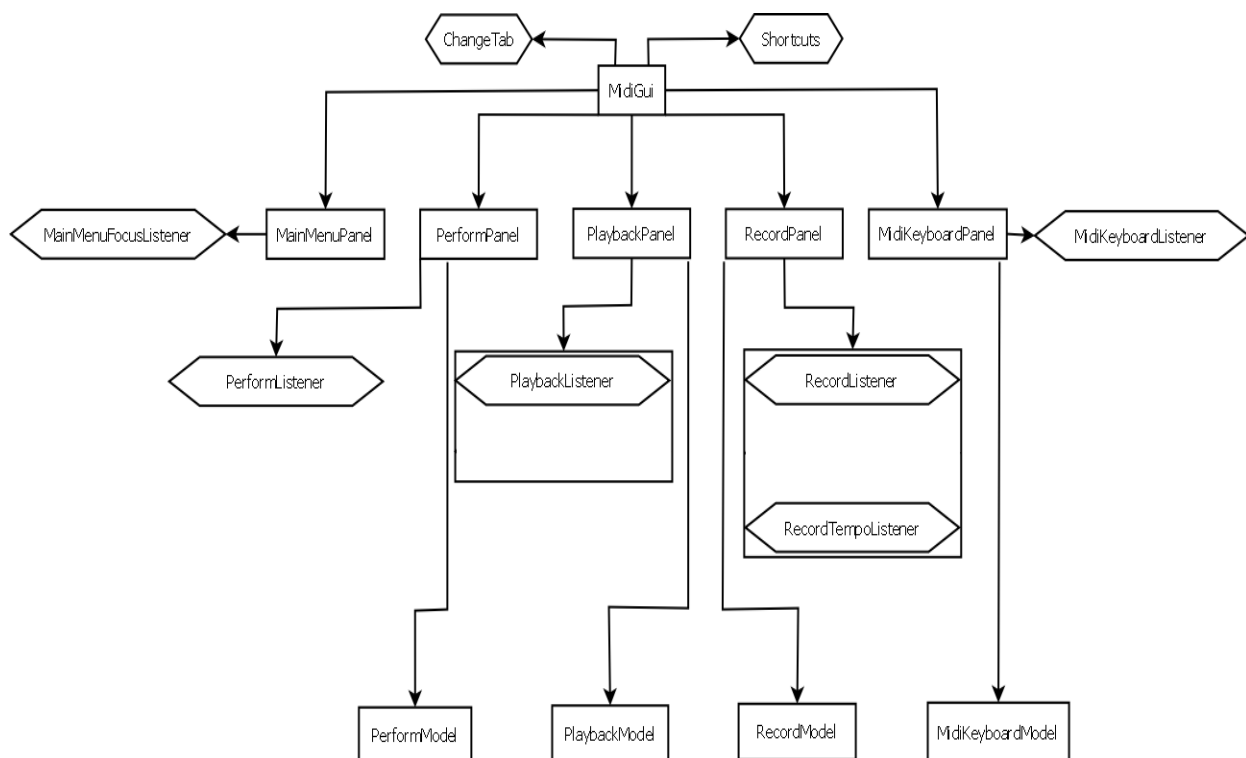 ChangeTab
Shortcuts
MidiGui
MainMenuFocusListener
MainMenuPanel
PerformPanel
PlaybackPanel
RecordPanel
MidiKeyboardPanel
MidiKeyboardListener
PerformListener
PlaybackListener
RecordListener
RecordTempoListener
PerformModel
PlaybackModel
RecordModel
MidiKeyboardModel